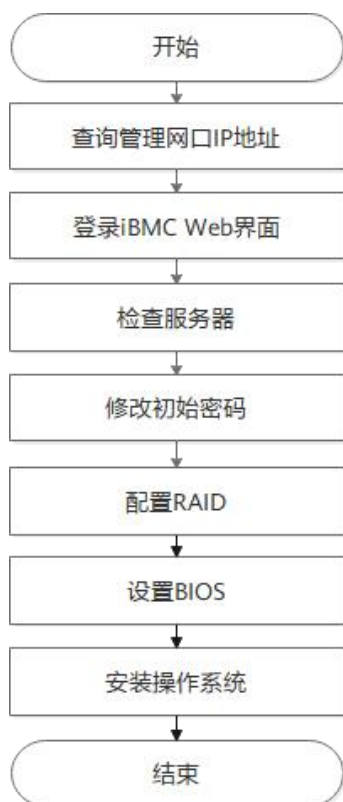 开始
查询管理网口IP地址
登录iBMC Web界面
检查服务器
修改初始密码
配置RAID
设置BIOS
安装操作系统
结束